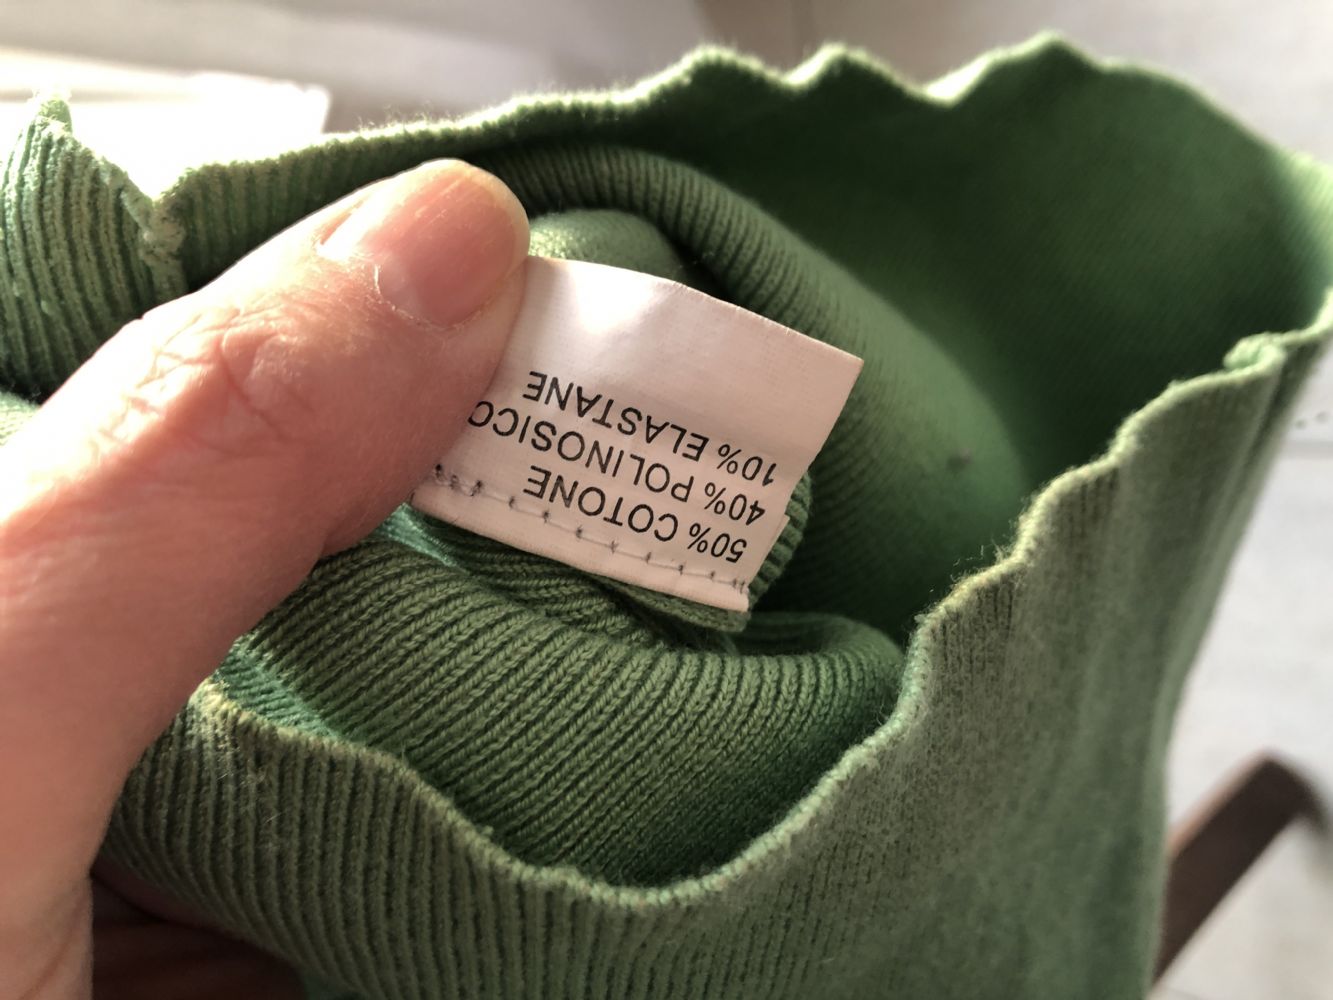 50% COTONE
40% POLINOSICO
10% ELASTANE